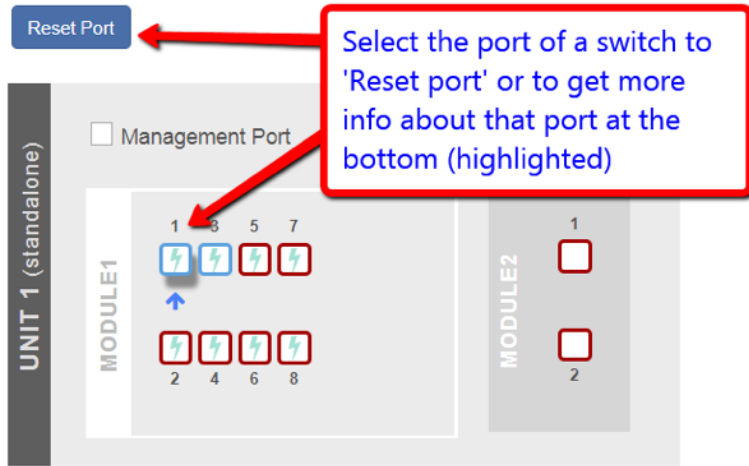 Reset Port
Select the port of a switch to
'Reset port' or to get more
info about that port at the
bottom (highlighted)
UNIT 1 (standalone)
Management Port
MODULE1
1 3 5 7
2 4 6 8
MODULE2
1
2